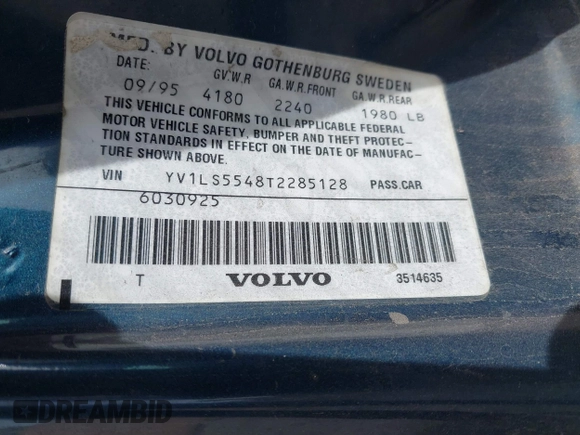 MFD. BY VOLVO GOTHENBURG SWEDEN
DATE: GV.W.R GA.W.R.FRONT GA.W.R.REAR
09/95 4180 2240 1980 LB
THIS VEHICLE CONFORMS TO ALL APPLICABLE FEDERAL
MOTOR VEHICLE SAFETY, BUMPER AND THEFT PROTEC-
TION STANDARDS IN EFFECT ON THE DATE OF MANUFAC-
TURE SHOWN ABOVE.
VIN YV1LS5548T2285128 PASS.CAR
6030925
T VOLVO 3514635
DREAMBID